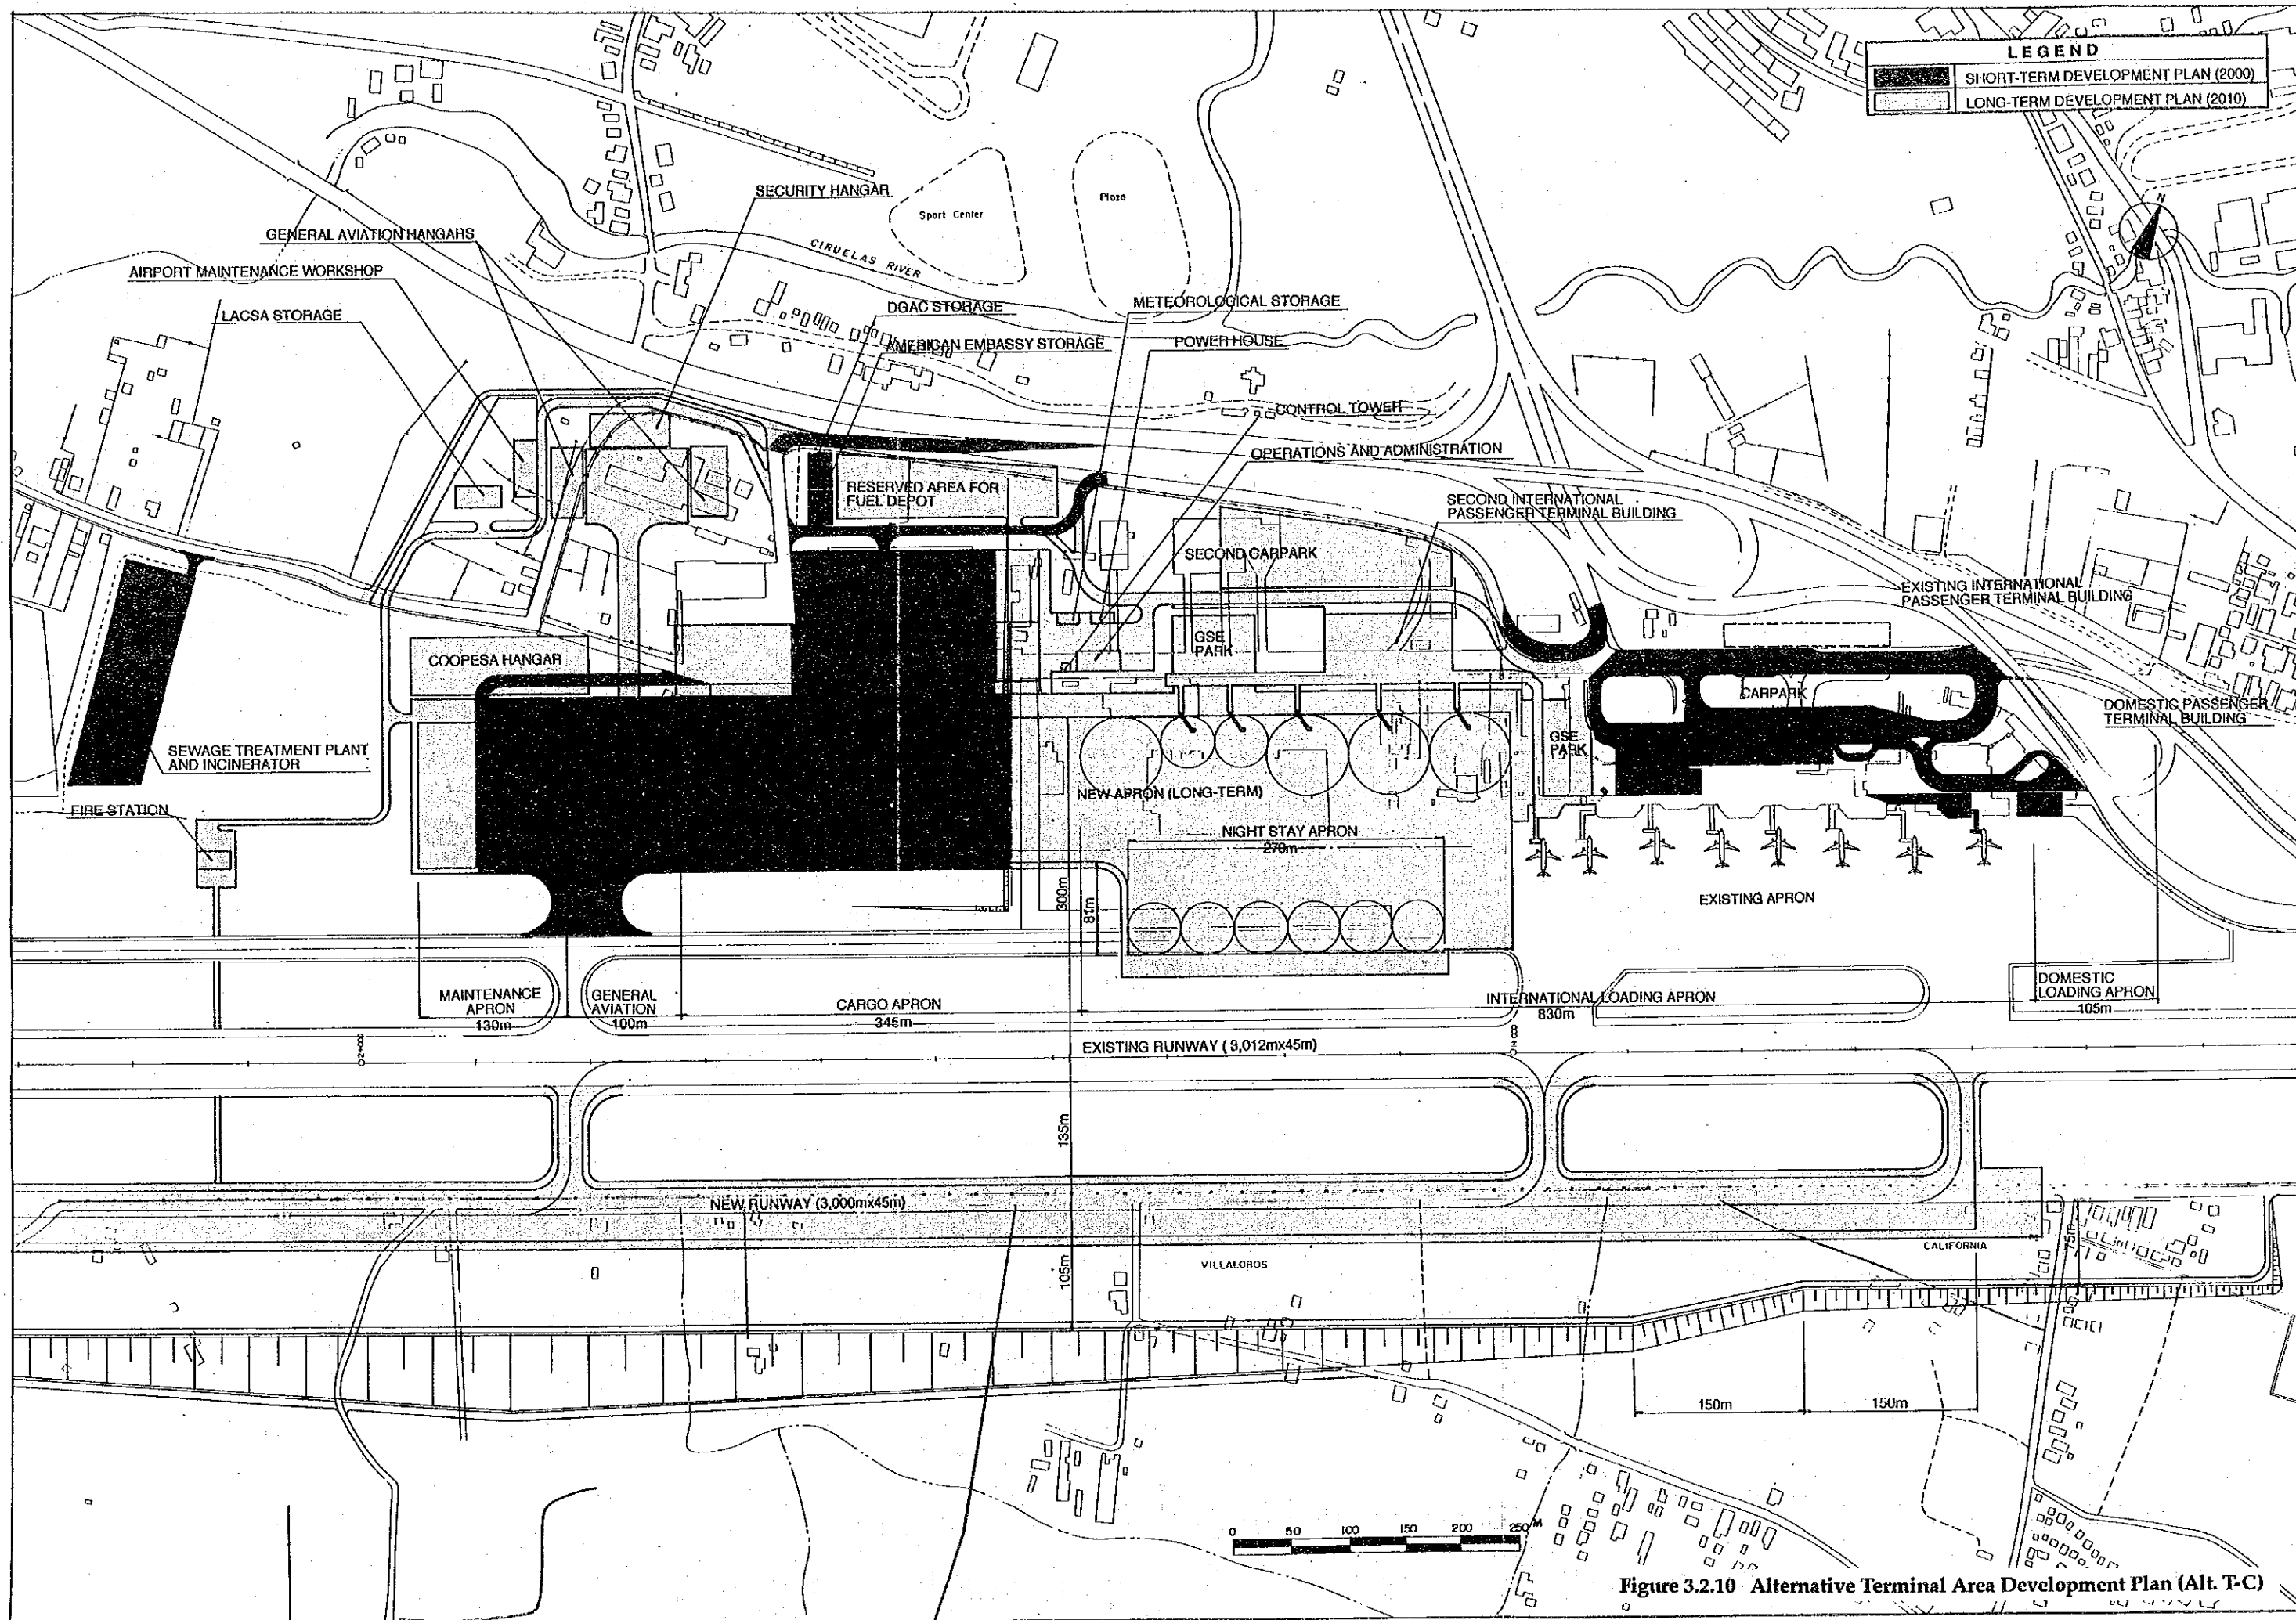 LEGEND
SHORT-TERM DEVELOPMENT PLAN (2000)
LONG-TERM DEVELOPMENT PLAN (2010)
N
SECURITY HANGAR
Sport Center
Plaza
GENERAL AVIATION HANGARS
CIRUELAS RIVER
AIRPORT MAINTENANCE WORKSHOP
LACSA STORAGE
DGAC STORAGE
METEOROLOGICAL STORAGE
AMERICAN EMBASSY STORAGE
POWER HOUSE
CONTROL TOWER
OPERATIONS AND ADMINISTRATION
RESERVED AREA FOR
FUEL DEPOT
SECOND INTERNATIONAL
PASSENGER TERMINAL BUILDING
SECOND CARPARK
EXISTING INTERNATIONAL
PASSENGER TERMINAL BUILDING
GSE
PARK
COOPESA HANGAR
CARPARK
DOMESTIC PASSENGER
TERMINAL BUILDING
GSE
PARK
SEWAGE TREATMENT PLANT
AND INCINERATOR
FIRE STATION
NEW APRON (LONG-TERM)
NIGHT STAY APRON
270m
300m
81m
EXISTING APRON
MAINTENANCE
APRON
130m
GENERAL
AVIATION
100m
CARGO APRON
345m
INTERNATIONAL LOADING APRON
830m
DOMESTIC
LOADING APRON
105m
EXISTING RUNWAY (3,012mx45m)
135m
NEW RUNWAY (3,000mx45m)
105m
VILLALOBOS
CALIFORNIA
75m
150m
150m
0 50 100 150 200 250 M
Figure 3.2.10 Alternative Terminal Area Development Plan (Alt. T-C)